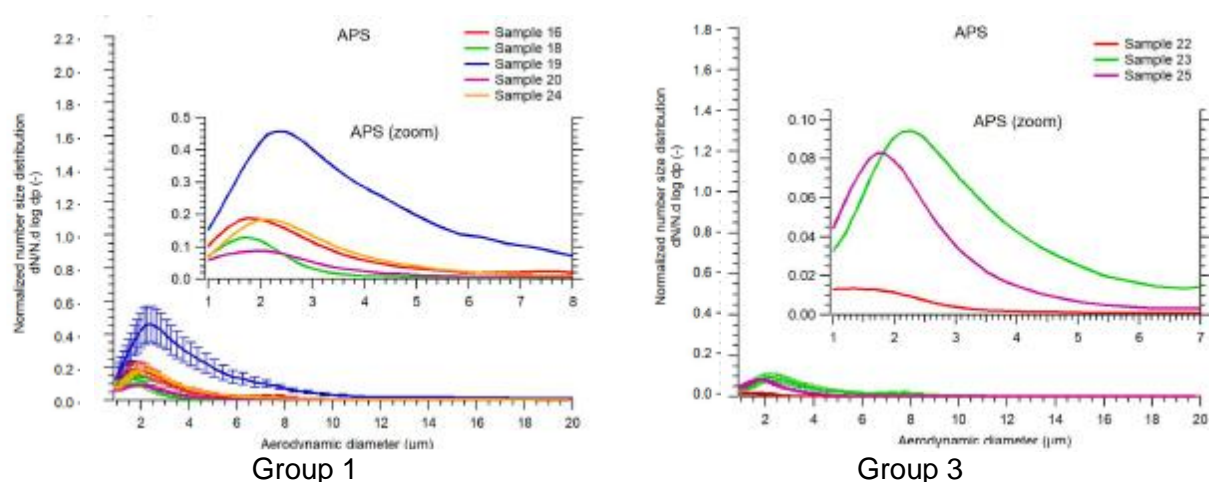 APS
Sample 16
Sample 18
Sample 19
Sample 20
Sample 24
Normalized number size distribution
dN/N.d log dp (-)
2.2
2.0
1.8
1.6
1.4
1.2
1.0
0.8
0.6
0.4
0.2
0.0
APS (zoom)
0.5
0.4
0.3
0.2
0.1
0.0
1 2 3 4 5 6 7 8
2 4 6 8 10 12 14 16 18 20
Aerodynamic diameter (µm)
Group 1
APS
Sample 22
Sample 23
Sample 25
Normalized number size distribution
dN/N.d log dp (-)
1.8
1.6
1.4
1.2
1.0
0.8
0.6
0.4
0.2
0.0
APS (zoom)
0.10
0.08
0.06
0.04
0.02
0.00
1 2 3 4 5 6 7
2 4 6 8 10 12 14 16 18 20
Aerodynamic diameter (µm)
Group 3